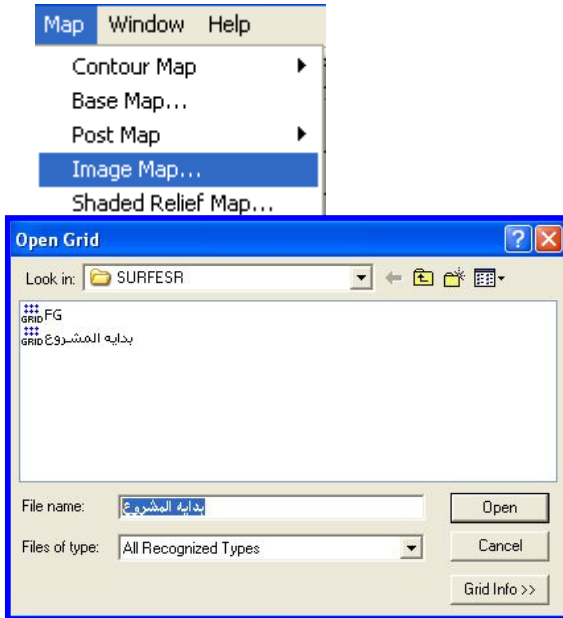 Map Window Help
Contour Map
Base Map...
Post Map
Image Map...
Shaded Relief Map...
Open Grid
Look in: SURFESR
GRID FG
GRID بدايه المشروع
File name: بدايه المشروع
Open
Files of type: All Recognized Types
Cancel
Grid Info >>